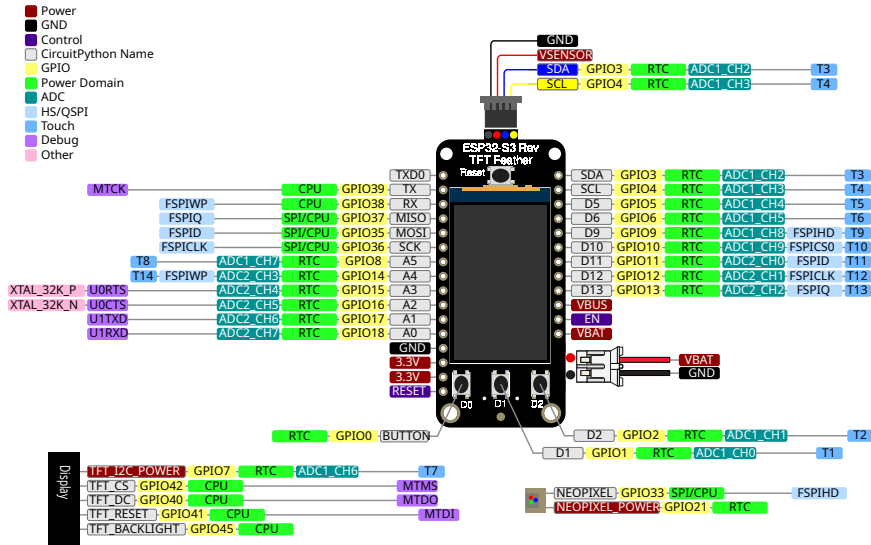 Power
GND
Control
CircuitPython Name
GPIO
Power Domain
ADC
HS/QSPI
Touch
Debug
Other
GND
VSENSOR
SDA GPIO3 RTC ADC1_CH2 T3
SCL GPIO4 RTC ADC1_CH3 T4
ESP32-S3 Rev
TFT Feather
Reset
TXD0
MTCK CPU GPIO39 TX
FSPIWP CPU GPIO38 RX
FSPIQ SPI/CPU GPIO37 MISO
FSPID SPI/CPU GPIO35 MOSI
FSPICLK SPI/CPU GPIO36 SCK
T8 ADC1_CH7 RTC GPIO8 A5
T14 FSPIWP ADC2_CH3 RTC GPIO14 A4
XTAL_32K_P U0RTS ADC2_CH4 RTC GPIO15 A3
XTAL_32K_N U0CTS ADC2_CH5 RTC GPIO16 A2
U1TXD ADC2_CH6 RTC GPIO17 A1
U1RXD ADC2_CH7 RTC GPIO18 A0
GND
3.3V
3.3V
RESET
SDA GPIO3 RTC ADC1_CH2 T3
SCL GPIO4 RTC ADC1_CH3 T4
D5 GPIO5 RTC ADC1_CH4 T5
D6 GPIO6 RTC ADC1_CH5 T6
D9 GPIO9 RTC ADC1_CH8 FSPIHD T9
D10 GPIO10 RTC ADC1_CH9 FSPICS0 T10
D11 GPIO11 RTC ADC2_CH0 FSPID T11
D12 GPIO12 RTC ADC2_CH1 FSPICLK T12
D13 GPIO13 RTC ADC2_CH2 FSPIQ T13
VBUS
EN
VBAT
VBAT
GND
D0 D1 D2
RTC GPIO0 BUTTON
D2 GPIO2 RTC ADC1_CH1 T2
D1 GPIO1 RTC ADC1_CH0 T1
Display
TFT_I2C_POWER GPIO7 RTC ADC1_CH6 T7
TFT_CS GPIO42 CPU MTMS
TFT_DC GPIO40 CPU MTDO
TFT_RESET GPIO41 CPU MTDI
TFT_BACKLIGHT GPIO45 CPU
NEOPIXEL GPIO33 SPI/CPU FSPIHD
NEOPIXEL_POWER GPIO21 RTC